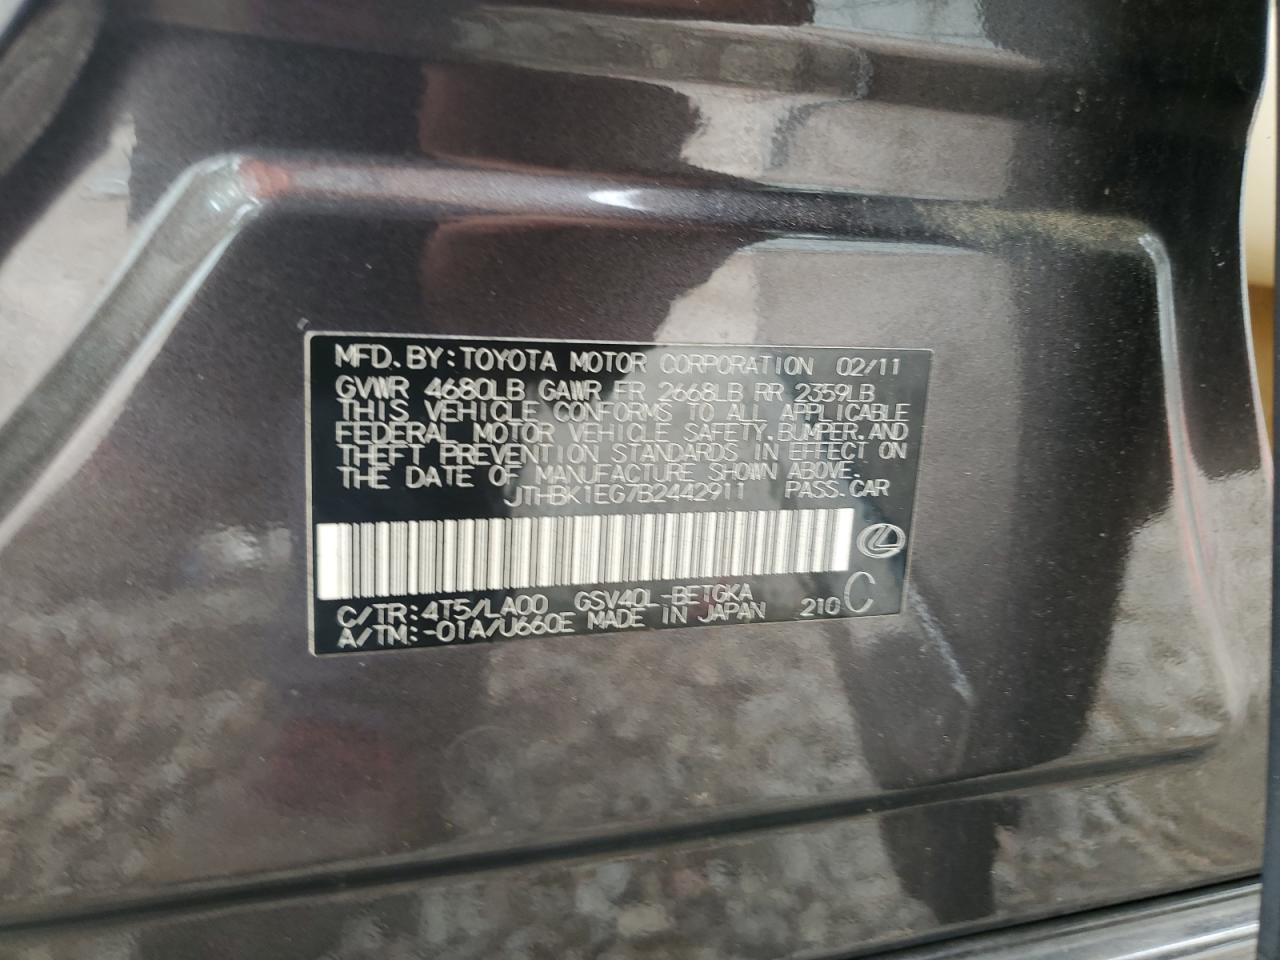 MFD.BY:TOYOTA MOTOR CORPORATION 02/11
GVWR 4680LB GAWR FR 2668LB RR 2359LB
THIS VEHICLE CONFORMS TO ALL APPLICABLE
FEDERAL MOTOR VEHICLE SAFETY,BUMPER,AND
THEFT PREVENTION STANDARDS IN EFFECT ON
THE DATE OF MANUFACTURE SHOWN ABOVE.
JTHBK1EG7B2442911 PASS.CAR
C/TR:4T5/LA00 GSV40L-BETGKA
A/TM:-01A/U660E MADE IN JAPAN 210 C